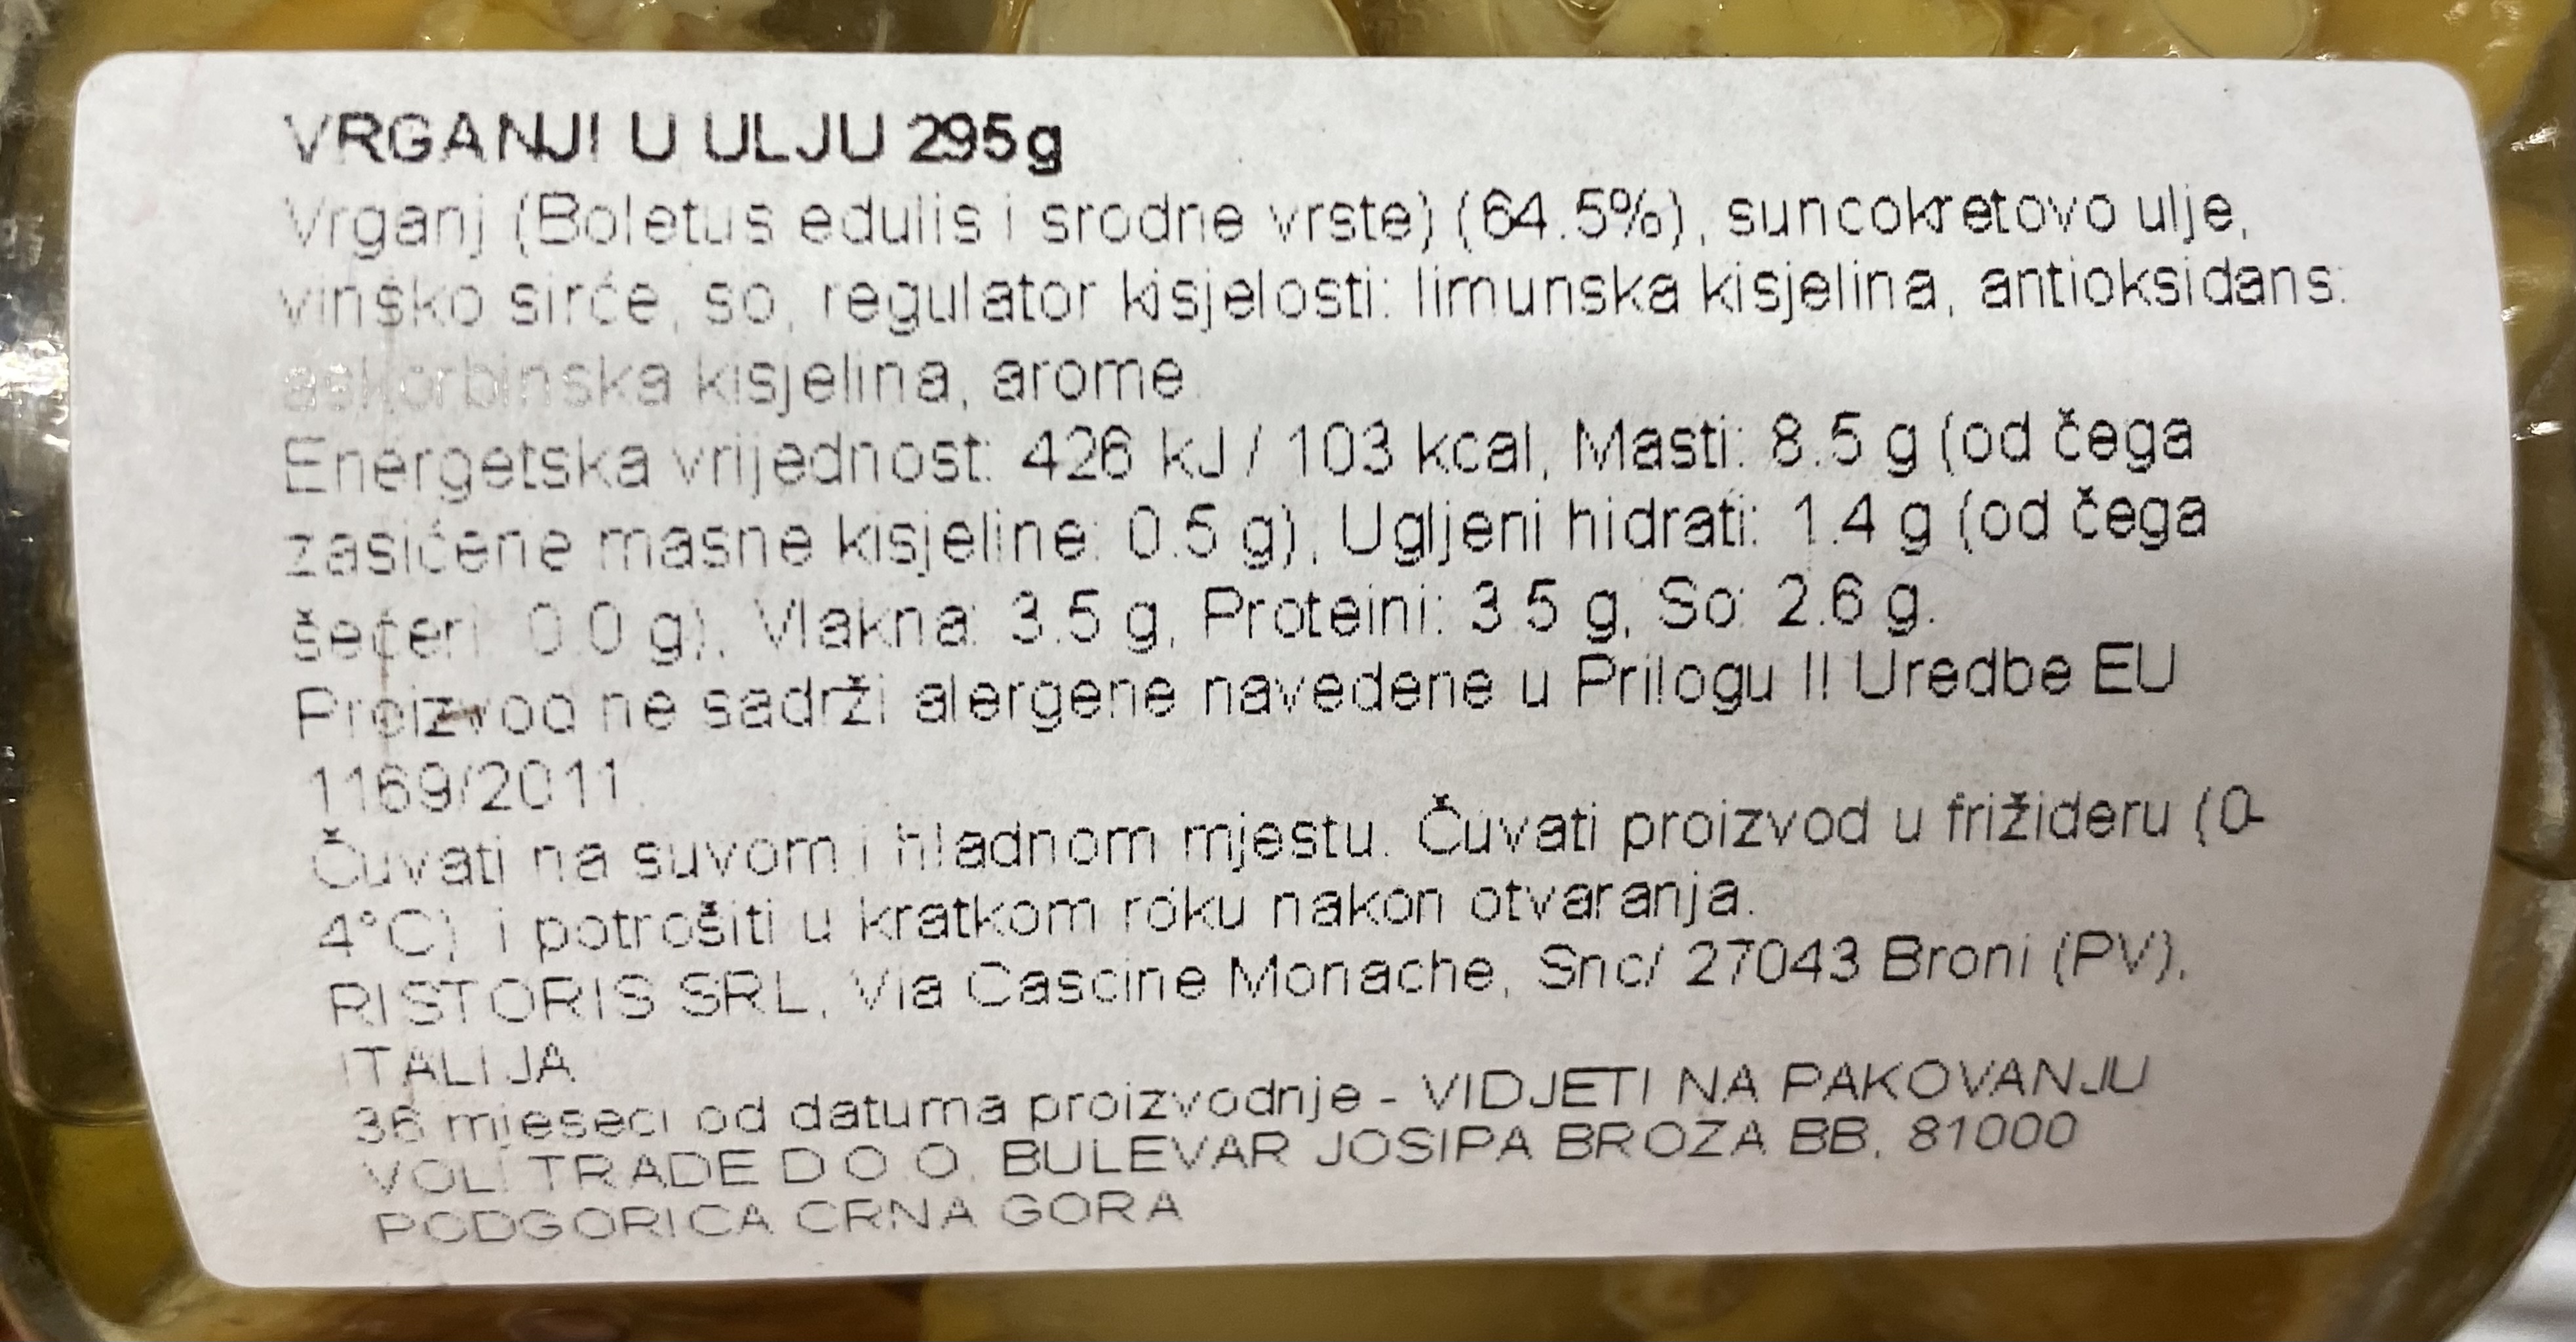 VRGANJI U ULJU 295g
Vrganj (Boletus edulis i srodne vrste) (64.5%), suncokretovo ulje,
vinsko sirće, so, regulator kisjelosti: limunska kisjelina, antioksidans:
askorbinska kisjelina, arome.
Energetska vrijednost: 426 kJ / 103 kcal, Masti: 8.5 g (od čega
zasićene masne kisjeline: 0.5 g), Ugljeni hidrati: 1.4 g (od čega
šećeri: 0.0 g), Vlakna: 3.5 g, Proteini: 3.5 g, So: 2.6 g.
Proizvod ne sadrži alergene navedene u Prilogu II Uredbe EU
1169/2011.
Čuvati na suvom i hladnom mjestu. Čuvati proizvod u frižideru (0-
4°C) i potrošiti u kratkom roku nakon otvaranja.
RISTORIS SRL, Via Cascine Monache, Snc/ 27043 Broni (PV),
ITALIJA
36 mjeseci od datuma proizvodnje - VIDJETI NA PAKOVANJU
VOLI TRADE D.O.O. BULEVAR JOSIPA BROZA BB, 81000
PODGORICA CRNA GORA